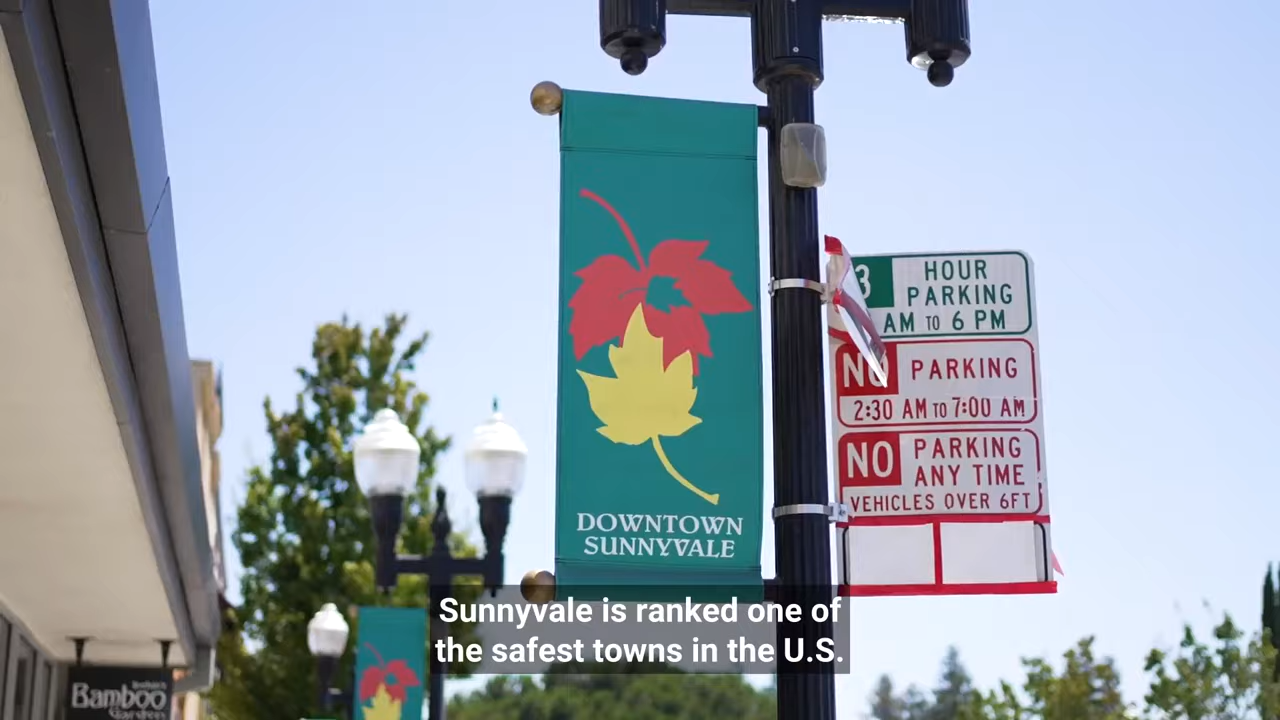 DOWNTOWN
SUNNYVALE
3 HOUR
PARKING
AM TO 6 PM
NO PARKING
2:30 AM TO 7:00 AM
NO PARKING
ANY TIME
VEHICLES OVER 6FT
Bamboo
Garden
Sunnyvale is ranked one of
the safest towns in the U.S.